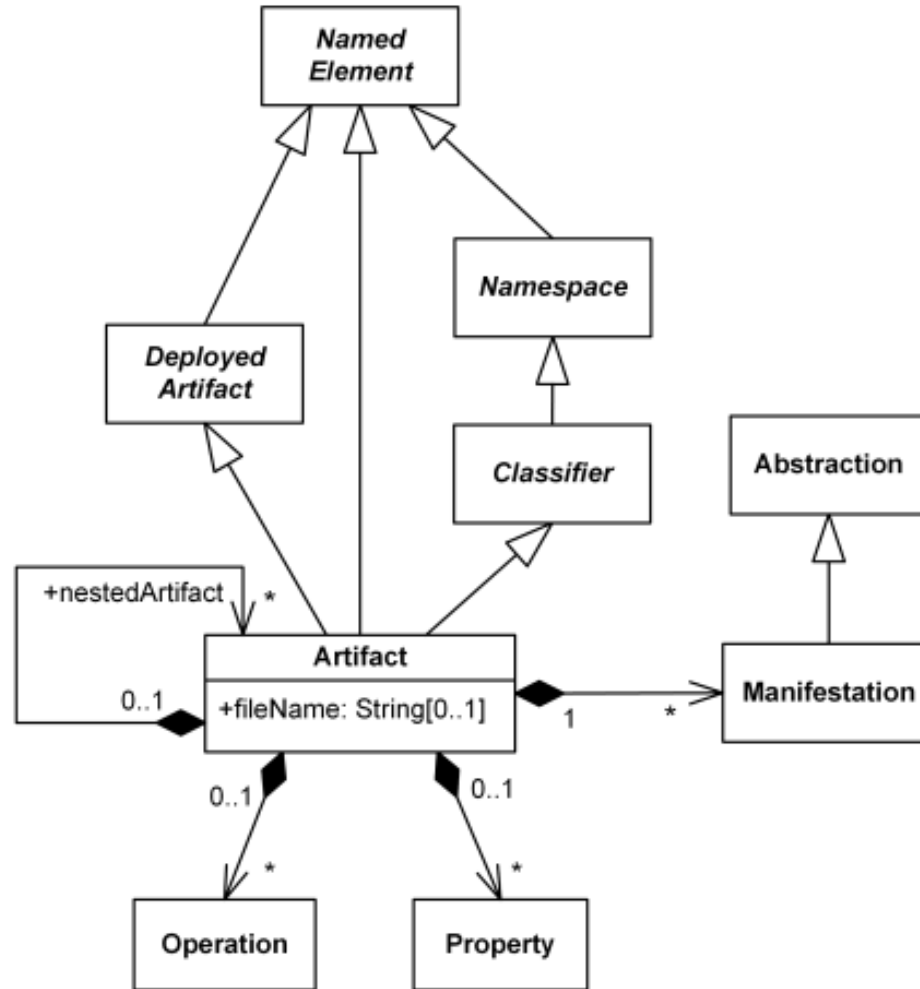 Named
Element
Namespace
Deployed
Artifact
Classifier
Abstraction
+nestedArtifact
*
Artifact
0..1
+fileName: String[0..1]
1
*
Manifestation
0..1
0..1
*
*
Operation
Property